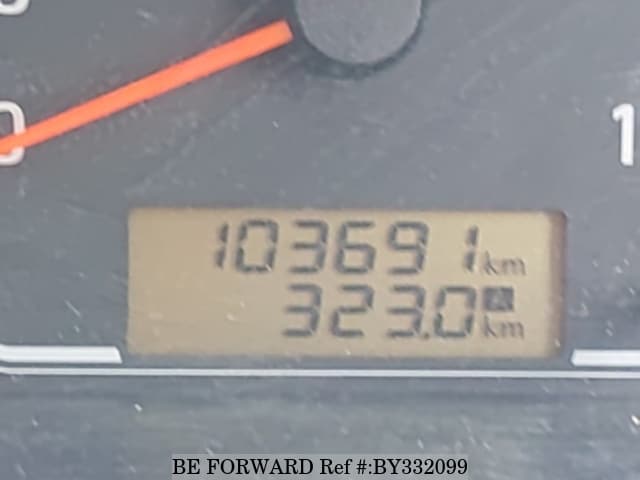 0
1
103691 km
323.0 A km
BE FORWARD Ref #:BY332099